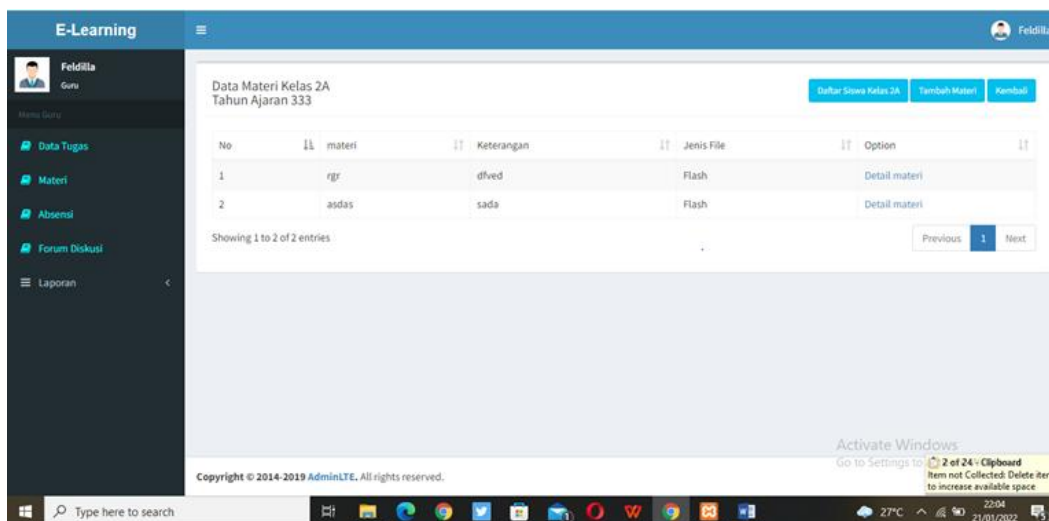 E-Learning
Feldilla
Feldilla
Guru
Menu Guru
Data Tugas
Materi
Absensi
Forum Diskusi
Laporan
Data Materi Kelas 2A
Tahun Ajaran 333
Daftar Siswa Kelas 2A Tambah Materi Kembali
No materi Keterangan Jenis File Option
1 rgr dfved Flash Detail materi
2 asdas sada Flash Detail materi
Showing 1 to 2 of 2 entries
Previous 1 Next
Activate Windows
Go to Settings to
2 of 24 - Clipboard
Item not Collected: Delete
to increase available space
Copyright © 2014-2019 AdminLTE. All rights reserved.
Type here to search
27°C
22:04
21/01/2022